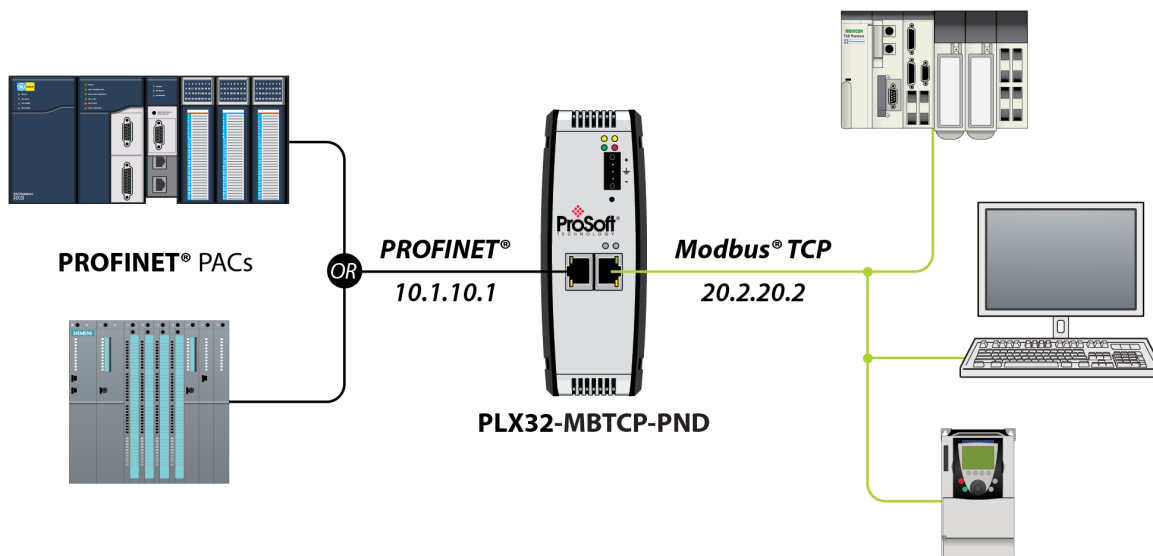 PROFINET® PACs
SIEMENS
OR
PROFINET®
10.1.10.1
+
-
ProSoft®
TECHNOLOGY
PLX32-MBTCP-PND
Modbus® TCP
20.2.20.2
MODICON